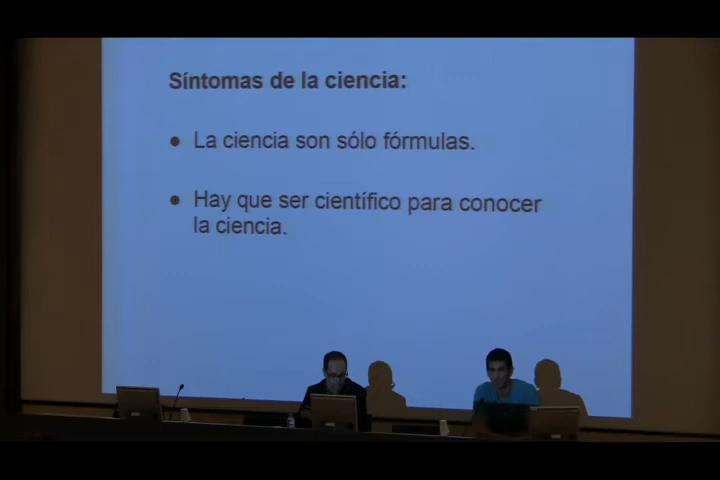 Síntomas de la ciencia:
● La ciencia son sólo fórmulas.
● Hay que ser científico para conocer
la ciencia.